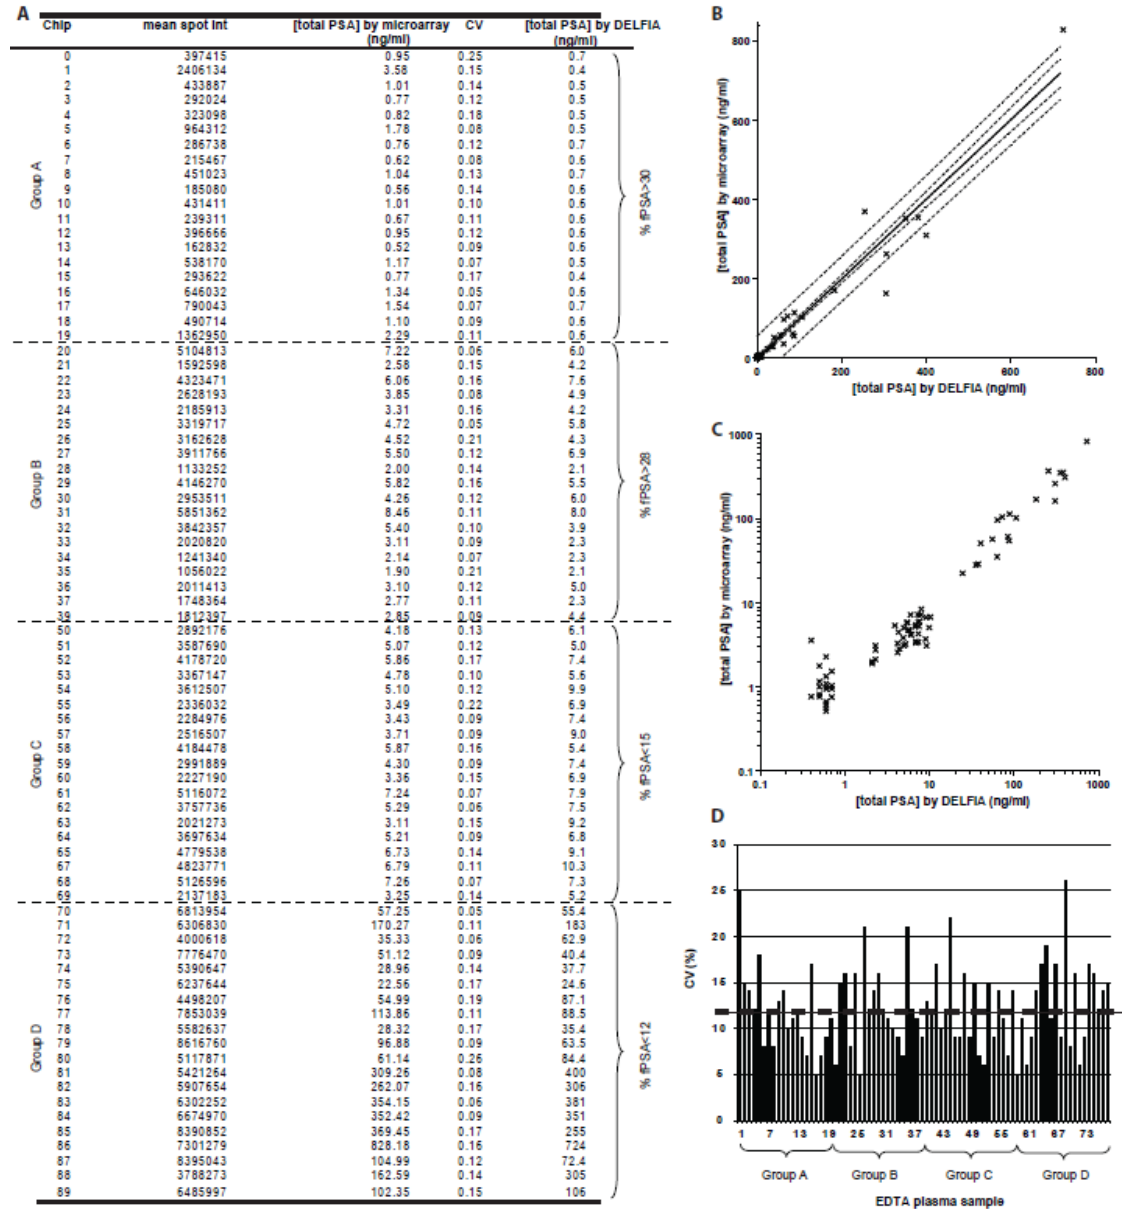 A
Chip mean spot int [total PSA] by microarray (ng/ml) CV [total PSA] by DELFIA (ng/ml)
Group A
0 397415 0.95 0.25 0.7
1 2406134 3.58 0.15 0.4
2 433887 1.01 0.14 0.5
3 292024 0.77 0.12 0.5
4 323098 0.82 0.18 0.5
5 964312 1.78 0.08 0.5
6 286738 0.76 0.12 0.7
7 215467 0.62 0.08 0.6
8 451023 1.04 0.13 0.7
9 185080 0.56 0.14 0.6
10 431411 1.01 0.10 0.6
11 239311 0.67 0.11 0.6
12 396666 0.95 0.12 0.6
13 162832 0.52 0.09 0.6
14 538170 1.17 0.07 0.5
15 293622 0.77 0.17 0.4
16 646032 1.34 0.05 0.6
17 790043 1.54 0.07 0.7
18 490714 1.10 0.09 0.6
19 1362950 2.29 0.11 0.6
% fPSA>30
Group B
20 5104813 7.22 0.06 6.0
21 1592598 2.58 0.15 4.2
22 4323471 6.06 0.16 7.6
23 2628193 3.85 0.08 4.9
24 2185913 3.31 0.16 4.2
25 3319717 4.72 0.05 5.8
26 3162628 4.52 0.21 4.3
27 3911766 5.50 0.12 6.9
28 1133252 2.00 0.14 2.1
29 4146270 5.82 0.16 5.5
30 2953511 4.26 0.12 6.0
31 5851362 8.46 0.11 8.0
32 3842357 5.40 0.10 3.9
33 2020820 3.11 0.09 2.3
34 1241340 2.14 0.07 2.3
35 1056022 1.90 0.21 2.1
36 2011413 3.10 0.12 5.0
37 1748364 2.77 0.11 2.3
39 1812397 2.85 0.09 4.4
% fPSA>28
Group C
50 2892176 4.18 0.13 6.1
51 3587690 5.07 0.12 5.0
52 4178720 5.86 0.17 7.4
53 3367147 4.78 0.10 5.6
54 3612507 5.10 0.12 9.9
55 2336032 3.49 0.22 6.9
56 2284976 3.43 0.09 7.4
57 2516507 3.71 0.09 9.0
58 4184478 5.87 0.16 5.4
59 2991889 4.30 0.09 7.4
60 2227190 3.36 0.15 6.9
61 5116072 7.24 0.07 7.9
62 3757736 5.29 0.06 7.5
63 2021273 3.11 0.15 9.2
64 3697634 5.21 0.09 6.8
65 4779538 6.73 0.14 9.1
67 4823771 6.79 0.11 10.3
68 5126596 7.26 0.07 7.3
69 2137183 3.25 0.14 5.2
% fPSA<15
Group D
70 6813954 57.25 0.05 55.4
71 6306830 170.27 0.11 183
72 4000618 35.33 0.06 62.9
73 7776470 51.12 0.09 40.4
74 5390647 28.96 0.14 37.7
75 6237644 22.56 0.17 24.6
76 4498207 54.99 0.19 87.1
77 7853039 113.86 0.11 88.5
78 5582637 28.32 0.17 35.4
79 8616760 96.88 0.09 63.5
80 5117871 61.14 0.26 84.4
81 5421264 309.26 0.08 400
82 5907654 262.07 0.16 306
83 6302252 354.15 0.06 381
84 6674970 352.42 0.09 351
85 8390852 369.45 0.17 255
86 7301279 828.18 0.16 724
87 8395043 104.99 0.12 72.4
88 3788273 162.59 0.14 305
89 6485997 102.35 0.15 106
% fPSA<12
B
[total PSA] by microarray (ng/ml)
800
600
400
200
0
0 200 400 600 800
[total PSA] by DELFIA (ng/ml)
C
[total PSA] by microarray (ng/ml)
1000
100
10
1
0.1
0.1 1 10 100 1000
[total PSA] by DELFIA (ng/ml)
D
CV (%)
30
25
20
15
10
5
0
1 7 13 19 25 31 37 43 49 55 61 67 73
Group A Group B Group C Group D
EDTA plasma sample